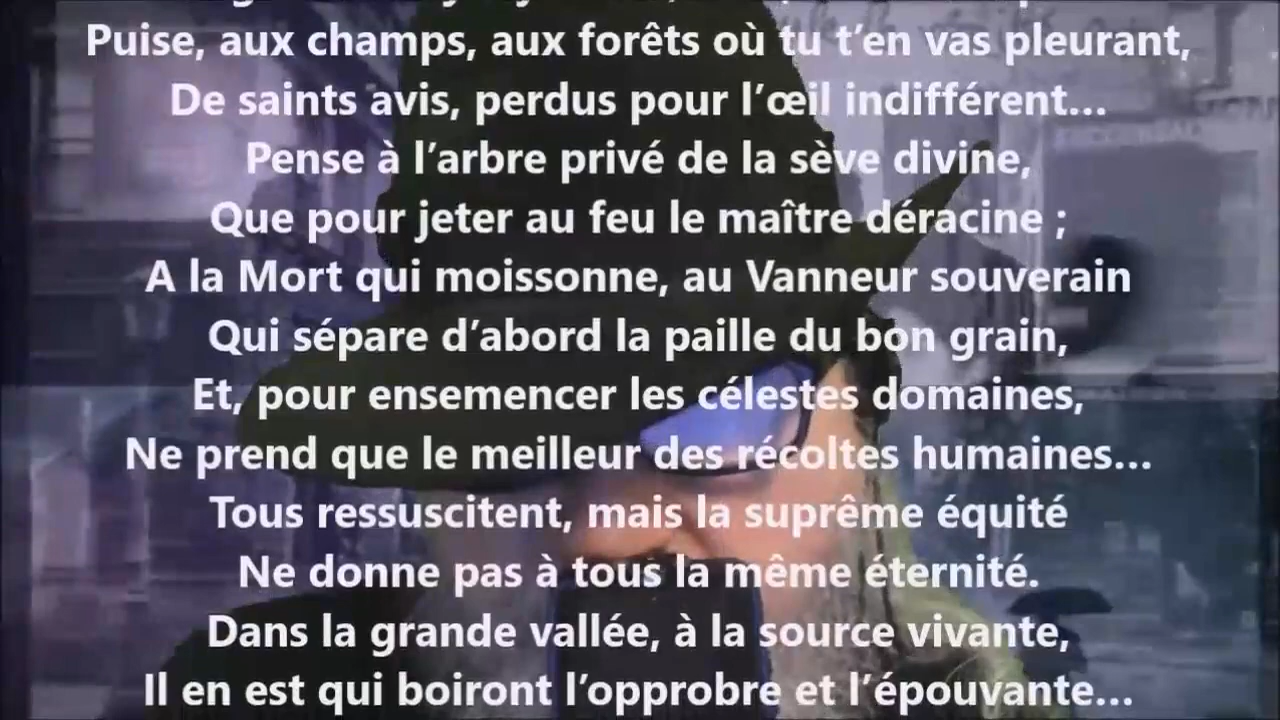 Puise, aux champs, aux forêts où tu t’en vas pleurant,
De saints avis, perdus pour l’œil indifférent...
Pense à l’arbre privé de la sève divine,
Que pour jeter au feu le maître déracine ;
A la Mort qui moissonne, au Vanneur souverain
Qui sépare d’abord la paille du bon grain,
Et, pour ensemencer les célestes domaines,
Ne prend que le meilleur des récoltes humaines...
Tous ressuscitent, mais la suprême équité
Ne donne pas à tous la même éternité.
Dans la grande vallée, à la source vivante,
Il en est qui boiront l’opprobre et l’épouvante...